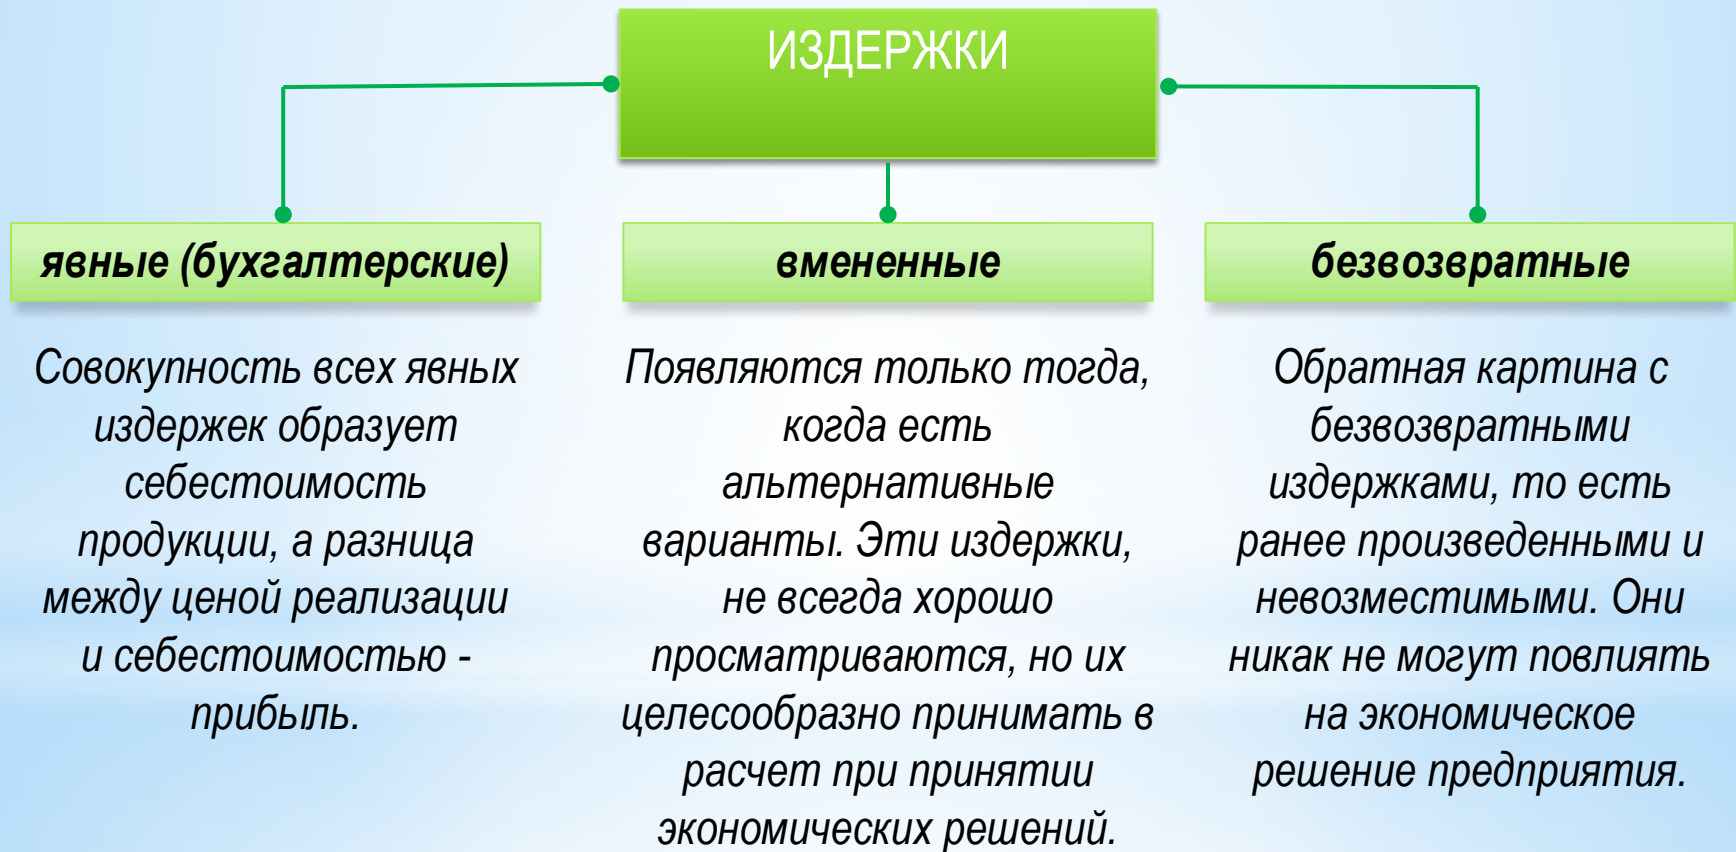 ИЗДЕРЖКИ
явные (бухгалтерские)
Совокупность всех явных
издержек образует
себестоимость
продукции, а разница
между ценой реализации
и себестоимостью -
прибыль.
вмененные
Появляются только тогда,
когда есть
альтернативные
варианты. Эти издержки,
не всегда хорошо
просматриваются, но их
целесообразно принимать в
расчет при принятии
экономических решений.
безвозвратные
Обратная картина с
безвозвратными
издержками, то есть
ранее произведенными и
невозместимыми. Они
никак не могут повлиять
на экономическое
решение предприятия.